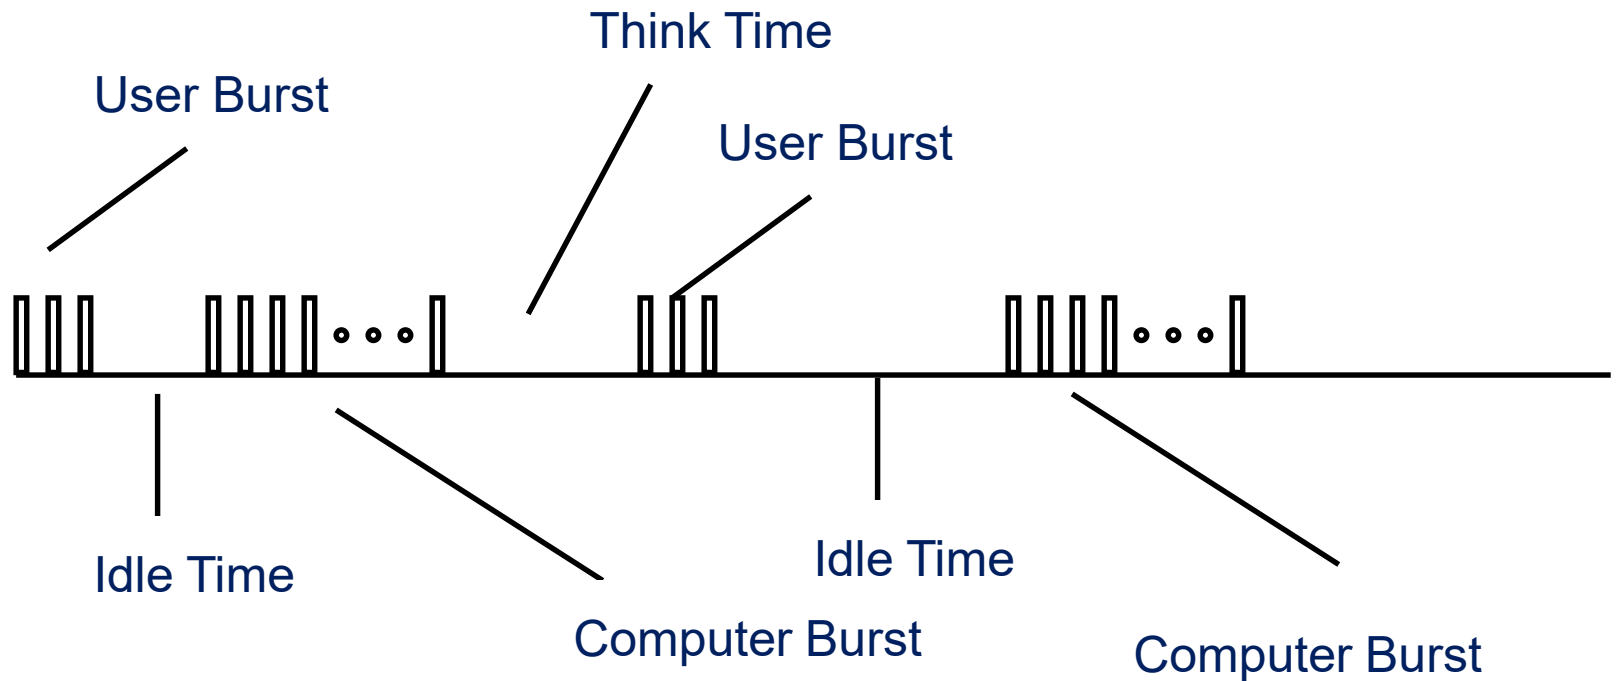 Think Time
User Burst
User Burst
Idle Time
Idle Time
Computer Burst
Computer Burst